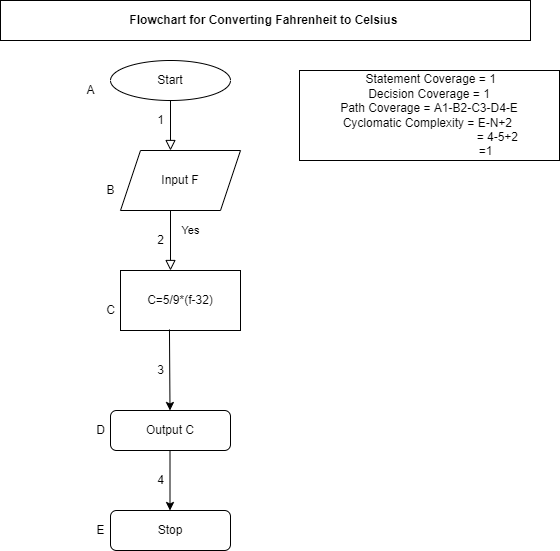 Flowchart for Converting Fahrenheit to Celsius
Start
A
1
Statement Coverage = 1
Decision Coverage = 1
Path Coverage = A1-B2-C3-D4-E
Cyclomatic Complexity = E-N+2
= 4-5+2
=1
Input F
B
Yes
2
C=5/9*(f-32)
C
3
D
Output C
4
E
Stop